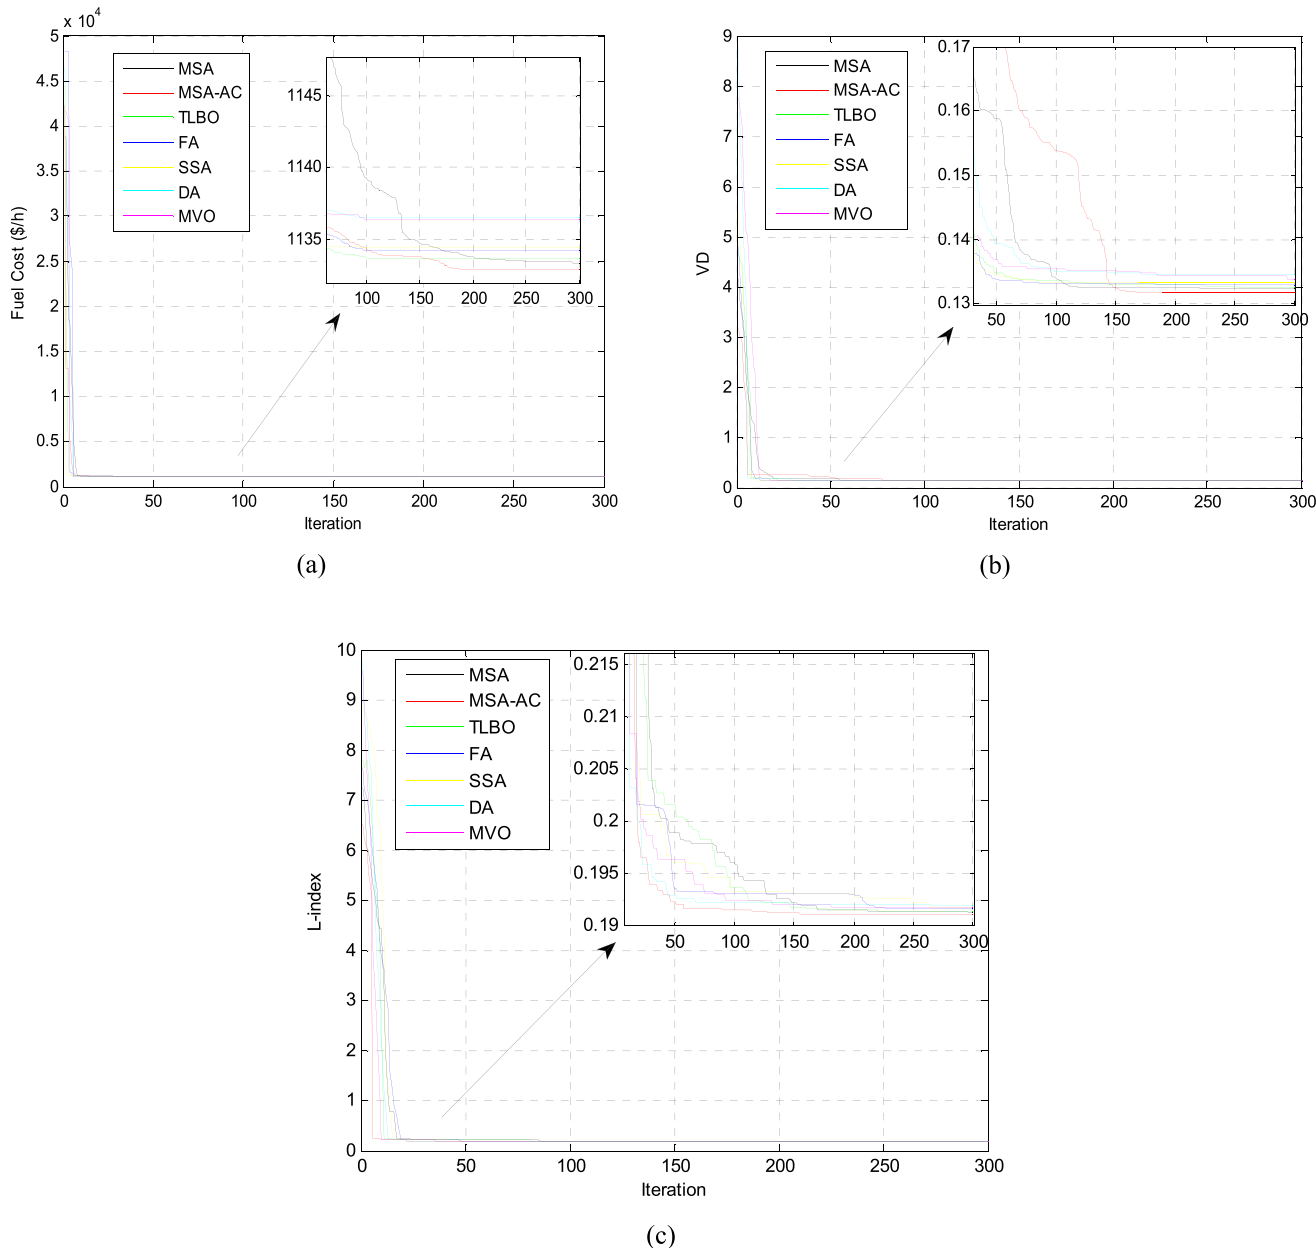 x 10⁴
5
4.5
4
3.5
3
2.5
2
1.5
1
0.5
0
Fuel Cost ($/h)
MSA
MSA-AC
TLBO
FA
SSA
DA
MVO
1145
1140
1135
100 150 200 250 300
0 50 100 150 200 250 300
Iteration
(a)
9
8
7
6
5
4
3
2
1
0
VD
MSA
MSA-AC
TLBO
FA
SSA
DA
MVO
0.17
0.16
0.15
0.14
0.13
50 100 150 200 250 300
0 50 100 150 200 250 300
Iteration
(b)
10
9
8
7
6
5
4
3
2
1
0
L-index
MSA
MSA-AC
TLBO
FA
SSA
DA
MVO
0.215
0.21
0.205
0.2
0.195
0.19
50 100 150 200 250 300
0 50 100 150 200 250 300
Iteration
(c)